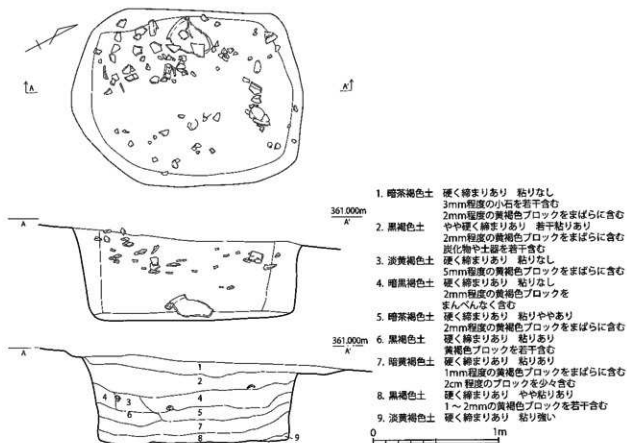 A
A'
1. 暗茶褐色土 硬く締まりあり 粘りなし
3mm程度の小石を若干含む
2mm程度の黄褐色ブロックをまばらに含む
2. 黒褐色土 やや硬く締まりあり 若干粘りあり
2mm程度の黄褐色ブロックをまばらに含む
炭化物や土器を若干含む
3. 淡黄褐色土 硬く締まりあり 粘りなし
5mm程度の黄褐色ブロックをまばらに含む
4. 暗黒褐色土 硬く締まりあり 粘りなし
2mm程度の黄褐色ブロックを
まんべんなく含む
5. 暗茶褐色土 硬く締まりあり 粘りややあり
2mm程度の黄褐色ブロックをまばらに含む
6. 黒褐色土 硬く締まりあり 粘りあり
黄褐色ブロックを若干含む
7. 暗黄褐色土 硬く締まりあり 粘りあり
1mm程度の黄褐色ブロックをまばらに含む
2cm程度のブロックを少々含む
8. 黒褐色土 硬く締まりあり やや粘りあり
1～2mmの黄褐色ブロックを若干含む
9. 淡黄褐色土 硬く締まりあり 粘り強い
A
361.000m
A'
A
361.000m
A'
1
2
4 3 4
6 5
7
8 9
0 1m